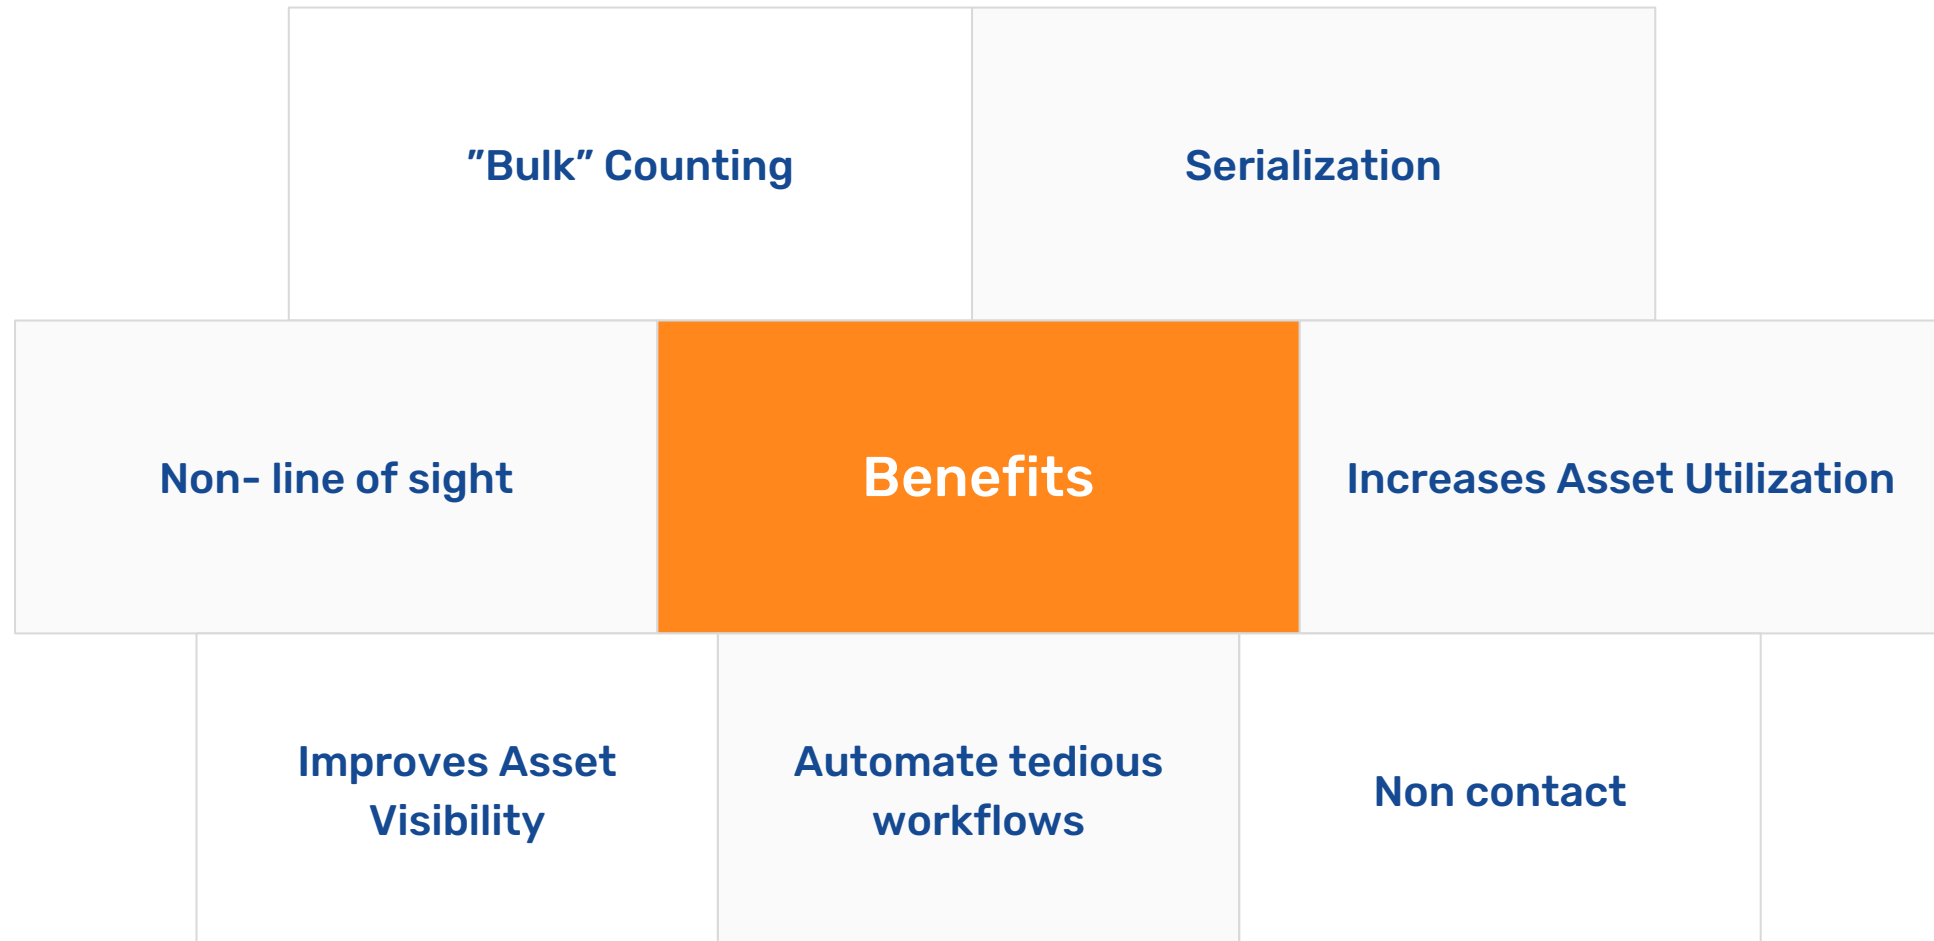 ”Bulk” Counting
Serialization
Non- line of sight
Benefits
Increases Asset Utilization
Improves Asset
Visibility
Automate tedious
workflows
Non contact